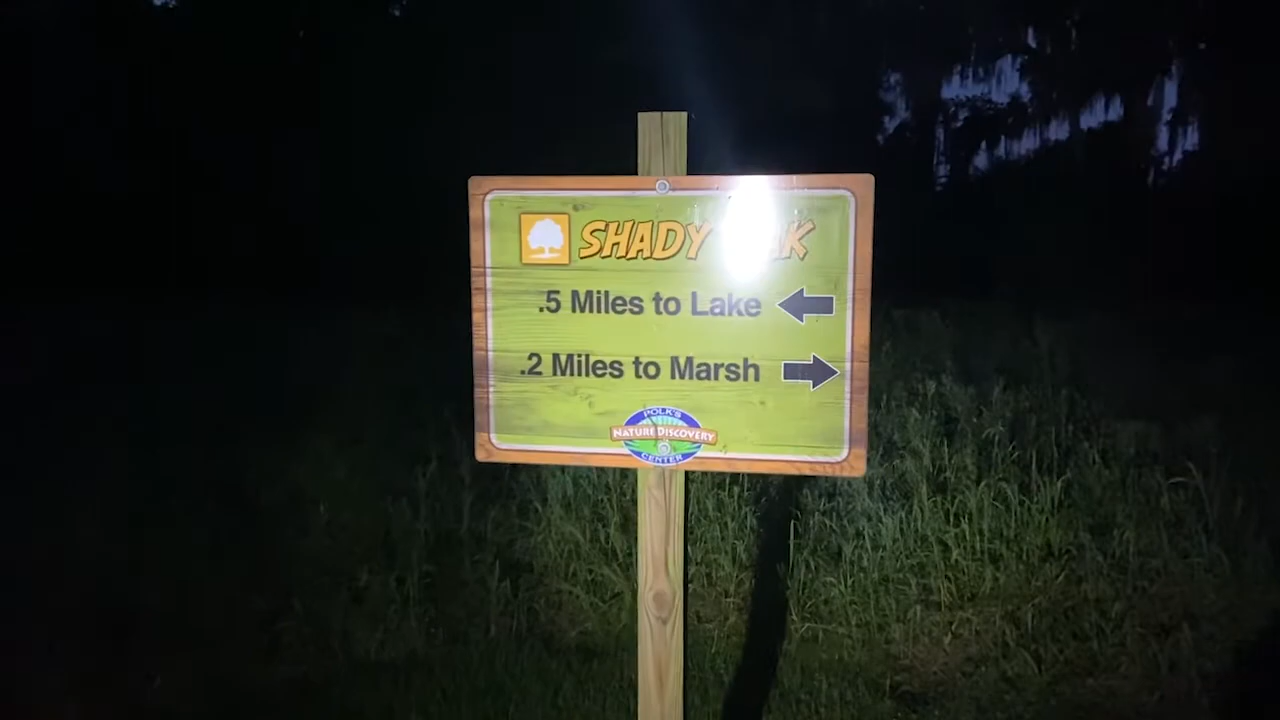 SHADY
.5 Miles to Lake
.2 Miles to Marsh
POLK'S
NATURE DISCOVERY
CENTER